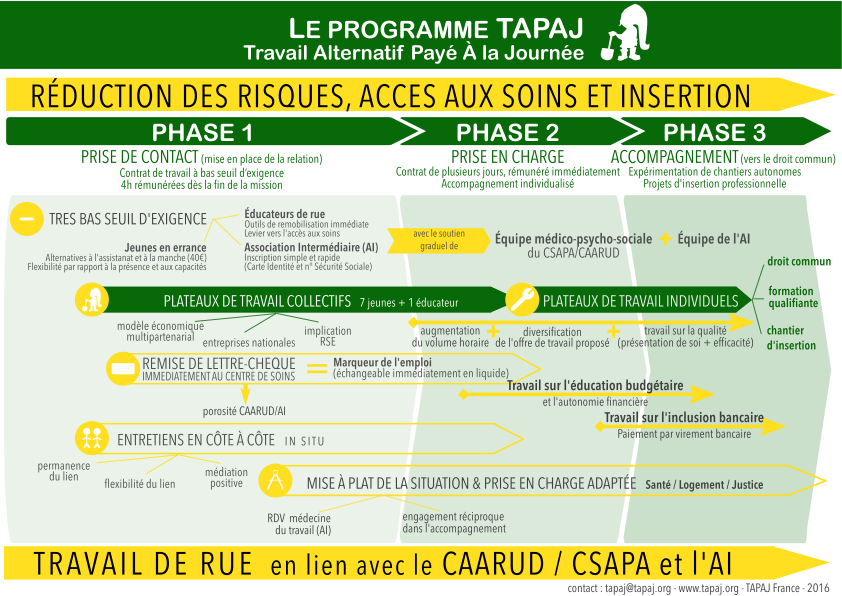 LE PROGRAMME TAPAJ
Travail Alternatif Payé À la Journée
RÉDUCTION DES RISQUES, ACCES AUX SOINS ET INSERTION
PHASE 1
PHASE 2
PHASE 3
PRISE DE CONTACT (mise en place de la relation)
Contrat de travail à bas seuil d'exigence
4h rémunérées dès la fin de la mission
PRISE EN CHARGE
Contrat de plusieurs jours, rémunéré immédiatement
Accompagnement individualisé
ACCOMPAGNEMENT (vers le droit commun)
Expérimentation de chantiers autonomes
Projets d'insertion professionnelle
TRES BAS SEUIL D'EXIGENCE
Éducateurs de rue
Outils de remobilisation immédiate
Levier vers l'accès aux soins
Jeunes en errance
Alternatives à l'assistanat et à la manche (40€)
Flexibilité par rapport à la présence et aux capacités
Association Intermédiaire (AI)
Inscription simple et rapide
(Carte Identité et n° Sécurité Sociale)
avec le soutien
graduel de
Équipe médico-psycho-sociale
du CSAPA/CAARUD
+ Équipe de l'AI
PLATEAUX DE TRAVAIL COLLECTIFS 7 jeunes + 1 éducateur
PLATEAUX DE TRAVAIL INDIVIDUELS
droit commun
formation
qualifiante
chantier
d'insertion
modèle économique
multipartenarial
entreprises nationales
implication
RSE
augmentation
du volume horaire
+
diversification
de l'offre de travail proposé
+
travail sur la qualité
(présentation de soi + efficacité)
REMISE DE LETTRE-CHEQUE
IMMEDIATEMENT AU CENTRE DE SOINS
=
Marqueur de l'emploi
(échangeable immédiatement en liquide)
porosité CAARUD/AI
Travail sur l'éducation budgétaire
et l'autonomie financière
Travail sur l'inclusion bancaire
Paiement par virement bancaire
ENTRETIENS EN CÔTE À CÔTE IN SITU
permanence
du lien
flexibilité du lien
médiation
positive
MISE À PLAT DE LA SITUATION & PRISE EN CHARGE ADAPTÉE Santé / Logement / Justice
RDV médecine
du travail (AI)
engagement réciproque
dans l'accompagnement
TRAVAIL DE RUE en lien avec le CAARUD / CSAPA et l'AI
contact : tapaj@tapaj.org - www.tapaj.org - TAPAJ France - 2016